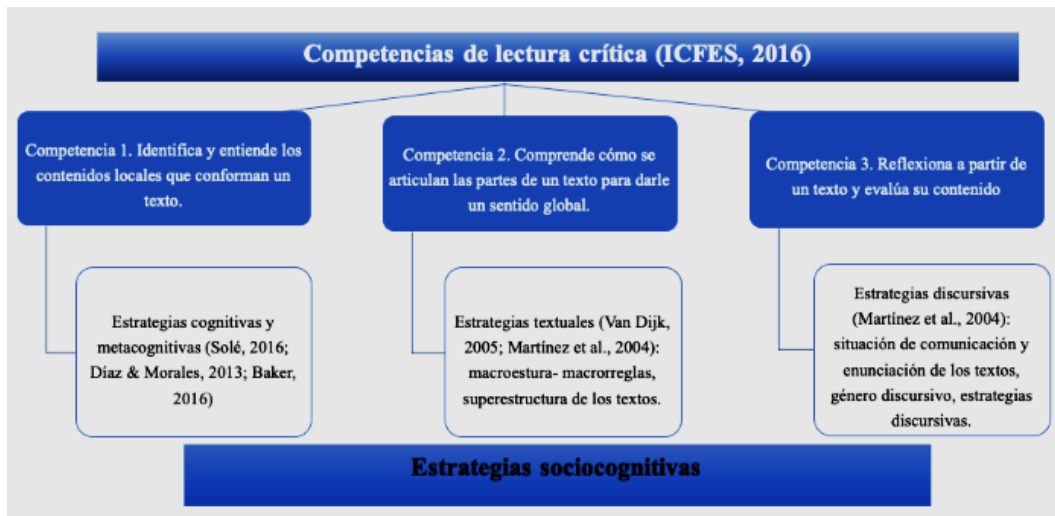 Competencias de lectura crítica (ICFES, 2016)
Competencia 1. Identifica y entiende los
contenidos locales que conforman un
texto.
Competencia 2. Comprende cómo se
articulan las partes de un texto para darle
un sentido global.
Competencia 3. Reflexiona a partir de
un texto y evalúa su contenido
Estrategias cognitivas y
metacognitivas (Solé, 2016;
Díaz & Morales, 2013; Baker,
2016)
Estrategias textuales (Van Dijk,
2005; Martínez et al., 2004):
macroestura- macrorreglas,
superestructura de los textos.
Estrategias discursivas
(Martínez et al., 2004):
situación de comunicación y
enunciación de los textos,
género discursivo, estrategias
discursivas.
Estrategias sociocognitivas